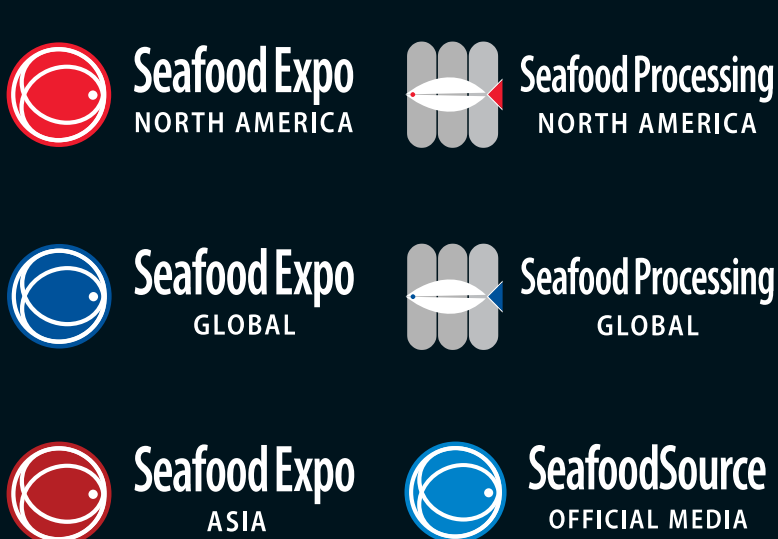 Seafood Expo
NORTH AMERICA
Seafood Processing
NORTH AMERICA
Seafood Expo
GLOBAL
Seafood Processing
GLOBAL
Seafood Expo
ASIA
SeafoodSource
OFFICIAL MEDIA